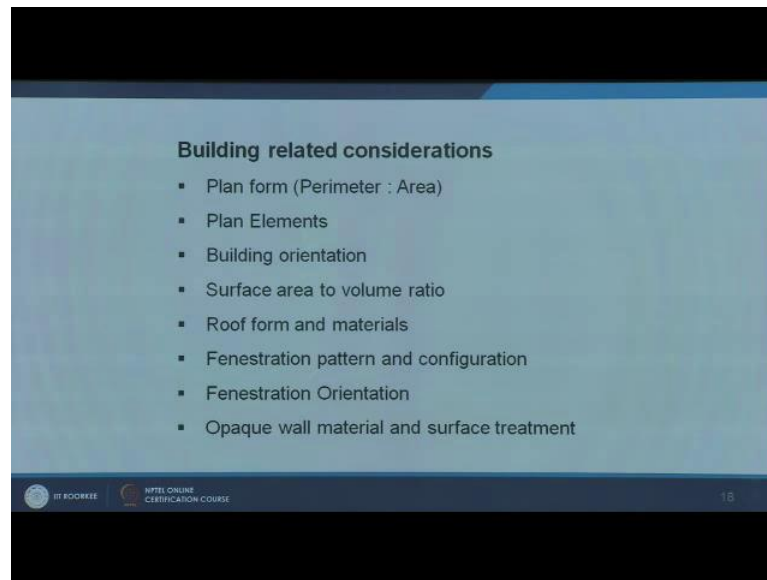 Building related considerations
▪ Plan form (Perimeter : Area)
▪ Plan Elements
▪ Building orientation
▪ Surface area to volume ratio
▪ Roof form and materials
▪ Fenestration pattern and configuration
▪ Fenestration Orientation
▪ Opaque wall material and surface treatment
IIT ROORKEE
NPTEL ONLINE
CERTIFICATION COURSE
18